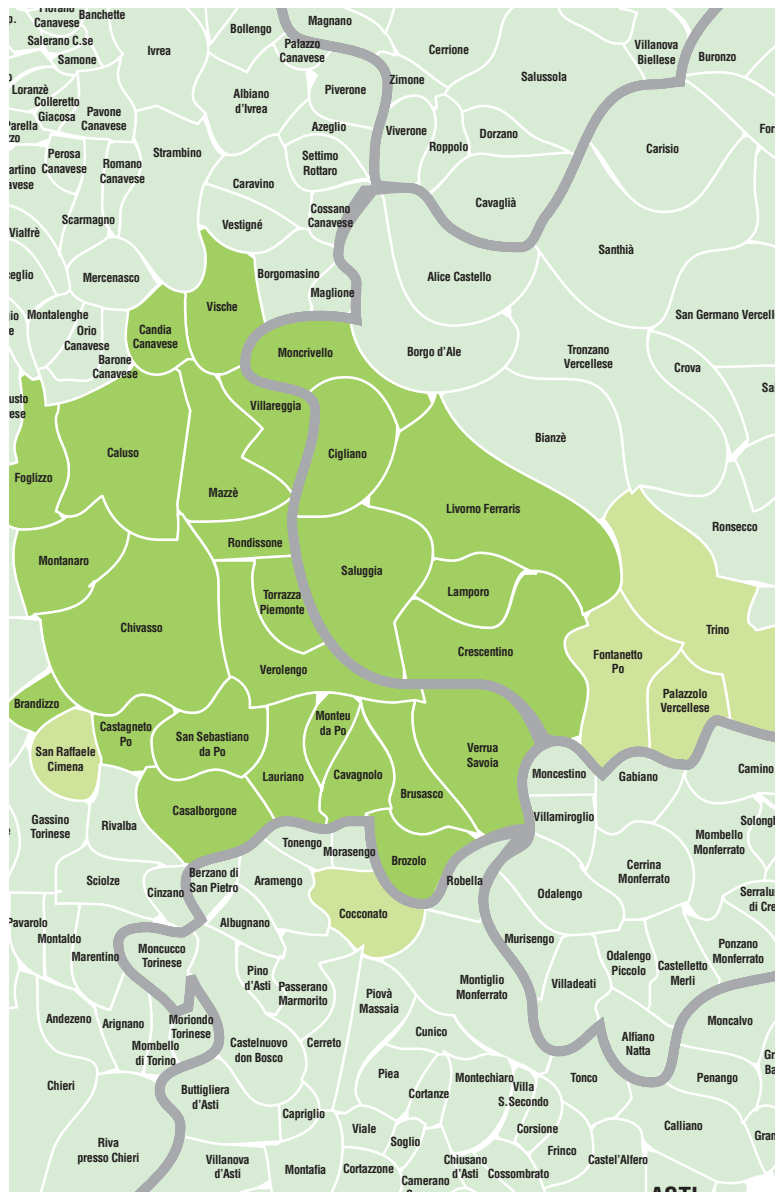 Canavese
Banchette
Salerano C.se
Samone
Ivrea
Bollengo
Magnano
Palazzo
Canavese
Cerrione
Villanova
Biellese
Buronzo
Loranzè
Colleretto
Giacosa
Pavone
Canavese
Albiano
d'Ivrea
Piverone
Zimone
Salussola
Azeglio
Viverone
Roppolo
Dorzano
Carisio
Perosa
Canavese
Romano
Canavese
Strambino
Settimo
Rottaro
Caravino
Cavaglià
Scarmagno
Vialfrè
Vestigné
Cossano
Canavese
Santhià
Mercenasco
Borgomasino
Maglione
Alice Castello
Montalenghe
Orio
Canavese
Barone
Canavese
Candia
Canavese
Vische
Moncrivello
Borgo d'Ale
Tronzano
Vercellese
San Germano Vercell
Crova
Villareggia
Caluso
Cigliano
Bianzè
Foglizzo
Mazzè
Livorno Ferraris
Ronsecco
Rondissone
Montanaro
Saluggia
Lamporo
Torrazza
Piemonte
Chivasso
Trino
Crescentino
Fontanetto
Po
Verolengo
Palazzolo
Vercellese
Brandizzo
San Raffaele
Cimena
Castagneto
Po
San Sebastiano
da Po
Monteu
da Po
Lauriano
Cavagnolo
Verrua
Savoia
Brusasco
Moncestino
Gabiano
Camino
Casalborgone
Gassino
Torinese
Rivalba
Villamiroglio
Mombello
Monferrato
Tonengo
Morasengo
Brozolo
Robella
Cerrina
Monferrato
Sciolze
Cinzano
Berzano di
San Pietro
Aramengo
Odalengo
Cocconato
Albugnano
Pavarolo
Montaldo
Marentino
Moncucco
Torinese
Murisengo
Odalengo
Piccolo
Castelletto
Merli
Ponzano
Monferrato
Pino
d'Asti
Passerano
Marmorito
Piovà
Massaia
Montiglio
Monferrato
Villadeati
Andezeno
Arignano
Moriondo
Torinese
Mombello
di Torino
Castelnuovo
don Bosco
Cerreto
Cunico
Alfiano
Natta
Moncalvo
Chieri
Buttigliera
d'Asti
Piea
Cortanze
Montechiaro
Villa
S.Secondo
Tonco
Penango
Capriglio
Viale
Soglio
Corsione
Calliano
Riva
presso Chieri
Villanova
d'Asti
Montafia
Cortazzone
Chiusano
d'Asti
Camerano
Cossombrato
Frinco
Castel'Alfero